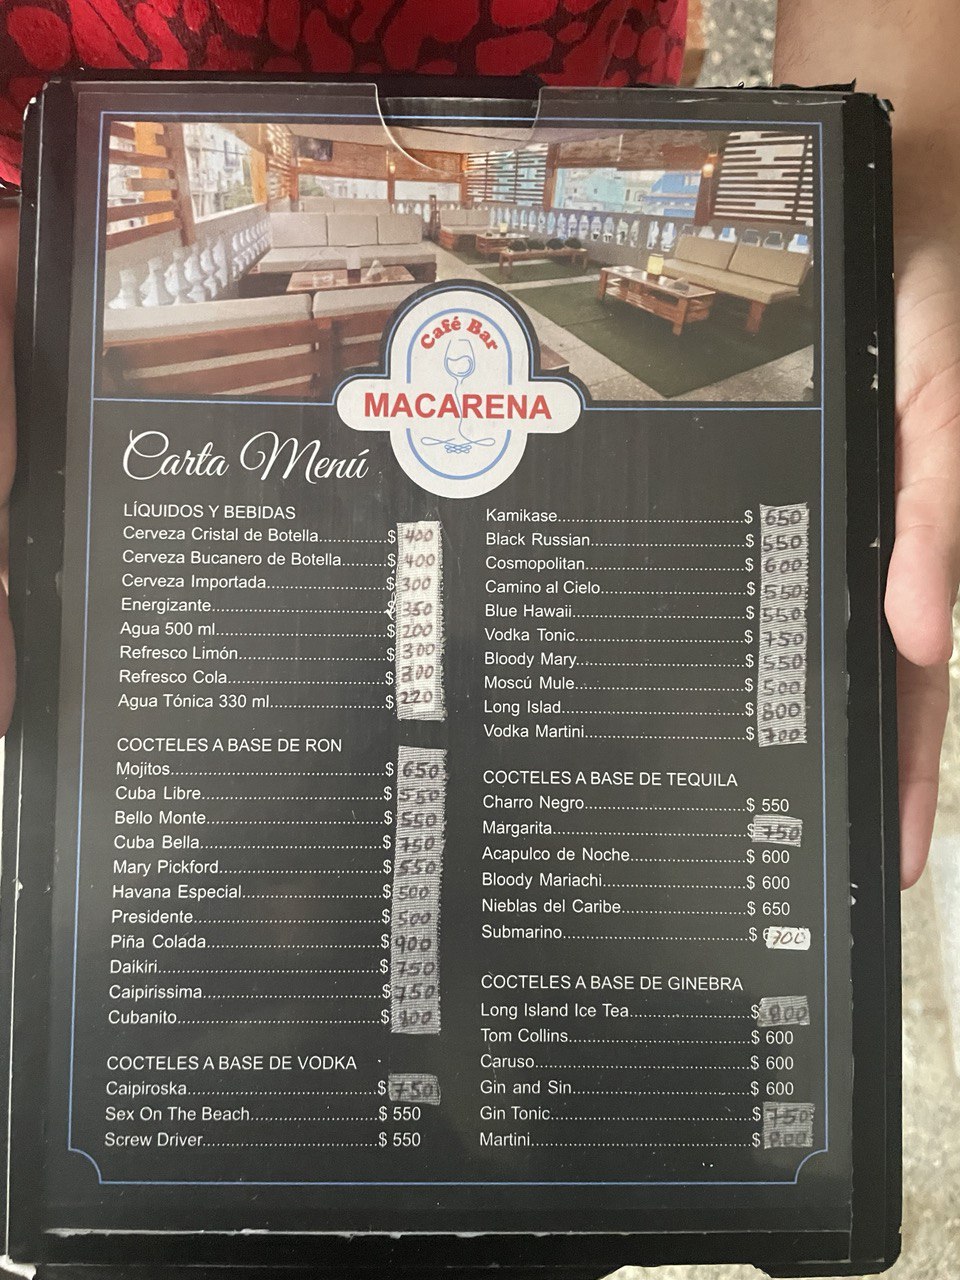 Café Bar
MACARENA
Carta Menú
LÍQUIDOS Y BEBIDAS
Cerveza Cristal de Botella..............$ 400
Cerveza Bucanero de Botella.........$ 400
Cerveza Importada........................$ 300
Energizante...................................$ 350
Agua 500 ml..................................$ 200
Refresco Limón.............................$ 300
Refresco Cola...............................$ 300
Agua Tónica 330 ml.......................$ 220
COCTELES A BASE DE RON
Mojitos...........................................$ 650
Cuba Libre.....................................$ 550
Bello Monte...................................$ 550
Cuba Bella.....................................$ 750
Mary Pickford.................................$ 550
Havana Especial............................$ 500
Presidente......................................$ 500
Piña Colada...................................$ 900
Daikiri.............................................$ 750
Caipirissima...................................$ 750
Cubanito.........................................$ 800
COCTELES A BASE DE VODKA
Caipiroska......................................$ 750
Sex On The Beach..........................$ 550
Screw Driver...................................$ 550
Kamikase.......................................$ 650
Black Russian................................$ 550
Cosmopolitan.................................$ 600
Camino al Cielo.............................$ 550
Blue Hawaii....................................$ 550
Vodka Tonic...................................$ 750
Bloody Mary...................................$ 550
Moscú Mule...................................$ 500
Long Islad......................................$ 800
Vodka Martini.................................$ 700
COCTELES A BASE DE TEQUILA
Charro Negro.................................$ 550
Margarita........................................$ 750
Acapulco de Noche.......................$ 600
Bloody Mariachi.............................$ 600
Nieblas del Caribe.........................$ 650
Submarino.....................................$ 700
COCTELES A BASE DE GINEBRA
Long Island Ice Tea.......................$ 800
Tom Collins....................................$ 600
Caruso...........................................$ 600
Gin and Sin....................................$ 600
Gin Tonic........................................$ 750
Martini............................................$